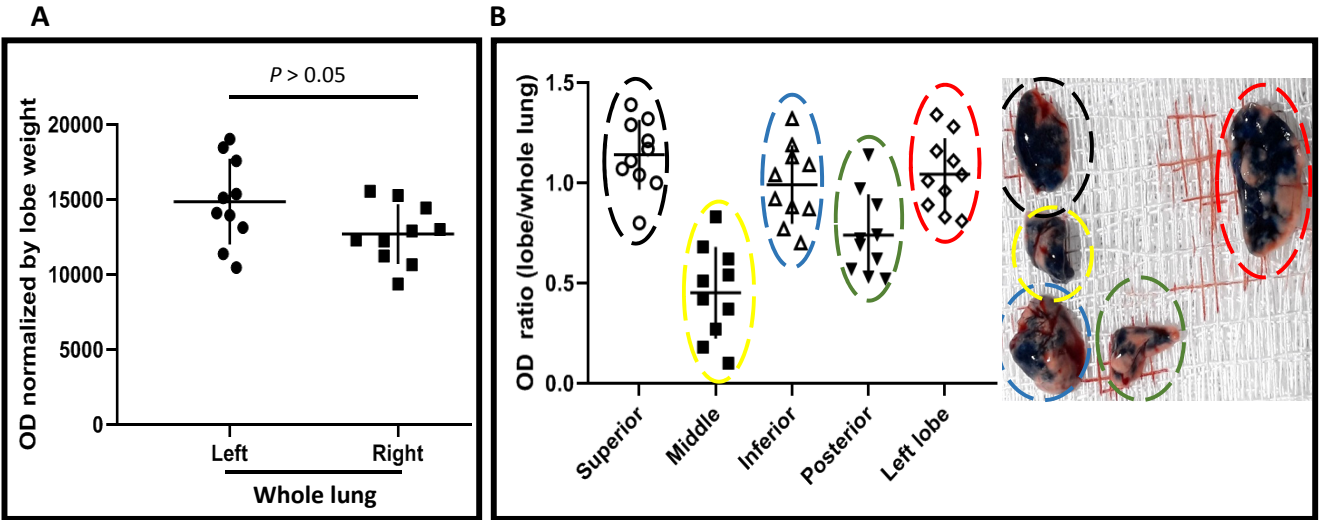 A
P > 0.05
OD normalized by lobe weight
20000
15000
10000
5000
0
Left
Right
Whole lung
B
OD ratio (lobe/whole lung)
1.5
1.0
0.5
0.0
Superior
Middle
Inferior
Posterior
Left lobe